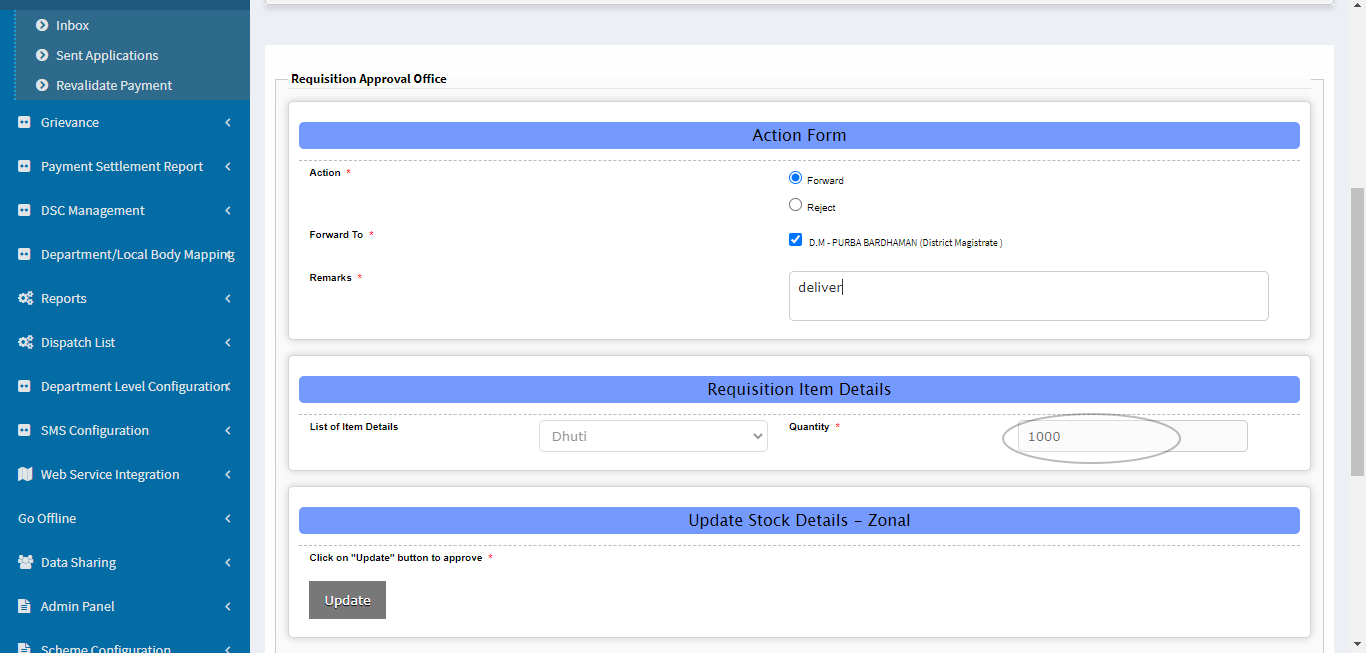 Inbox
Sent Applications
Revalidate Payment
Grievance
Payment Settlement Report
DSC Management
Department/Local Body Mapping
Reports
Dispatch List
Department Level Configuration
SMS Configuration
Web Service Integration
Go Offline
Data Sharing
Admin Panel
Scheme Configuration
Requisition Approval Office
Action Form
Action *
Forward
Reject
Forward To *
D.M - PURBA BARDHAMAN (District Magistrate )
Remarks *
deliver
Requisition Item Details
List of Item Details
Dhuti
Quantity *
1000
Update Stock Details – Zonal
Click on "Update" button to approve *
Update